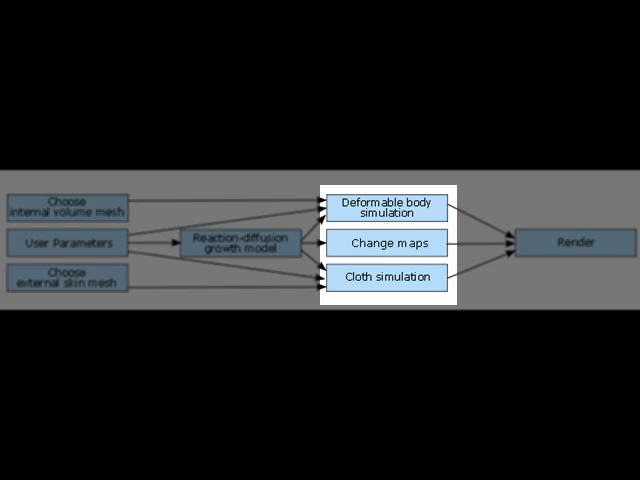 Choose
internal volume mesh
User Parameters
Choose
external skin mesh
Reaction-diffusion
growth model
Deformable body
simulation
Change maps
Cloth simulation
Render